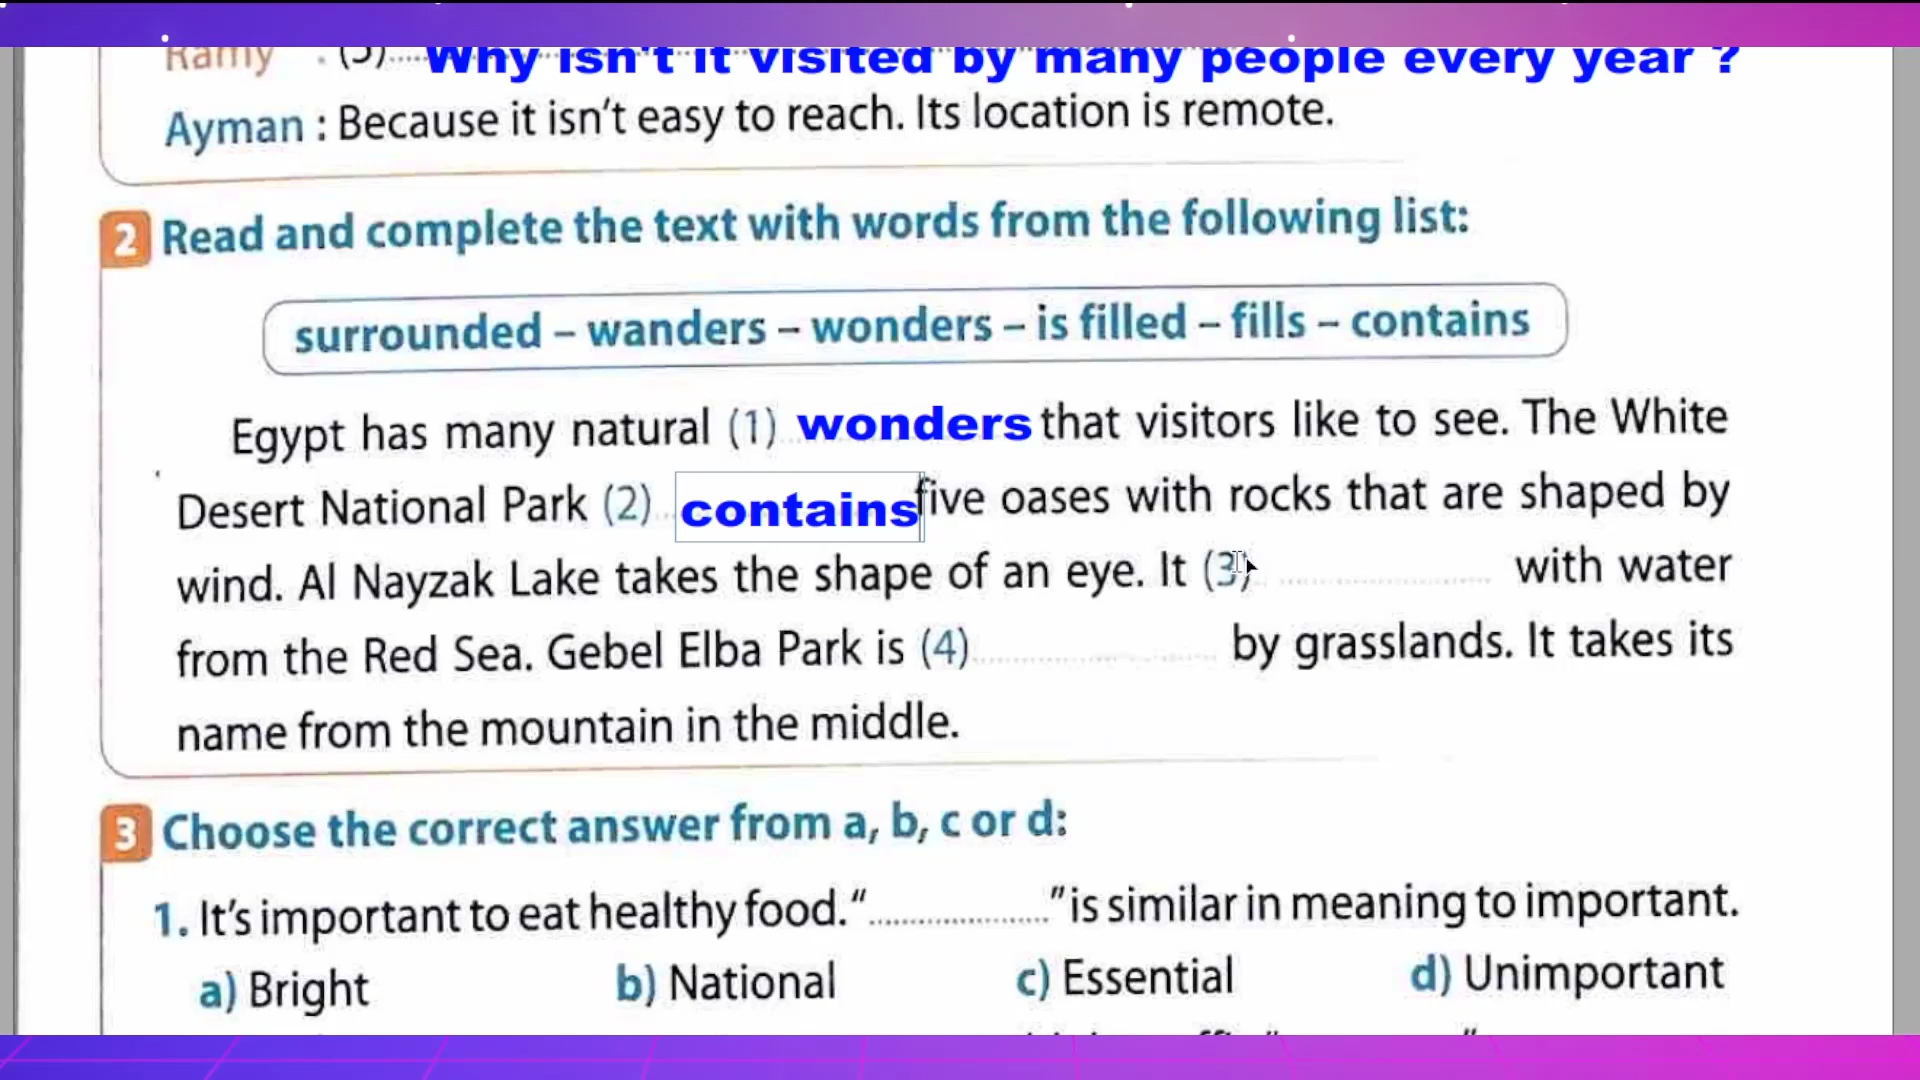 Ramy : (5)........Why isn't it visited by many people every year ?
Ayman : Because it isn't easy to reach. Its location is remote.
2 Read and complete the text with words from the following list:
surrounded – wanders – wonders – is filled – fills – contains
Egypt has many natural (1) wonders that visitors like to see. The White
Desert National Park (2) contains five oases with rocks that are shaped by
wind. Al Nayzak Lake takes the shape of an eye. It (3) .................... with water
from the Red Sea. Gebel Elba Park is (4) .................... by grasslands. It takes its
name from the mountain in the middle.
3 Choose the correct answer from a, b, c or d:
1. It's important to eat healthy food. "...................." is similar in meaning to important.
a) Bright b) National c) Essential d) Unimportant